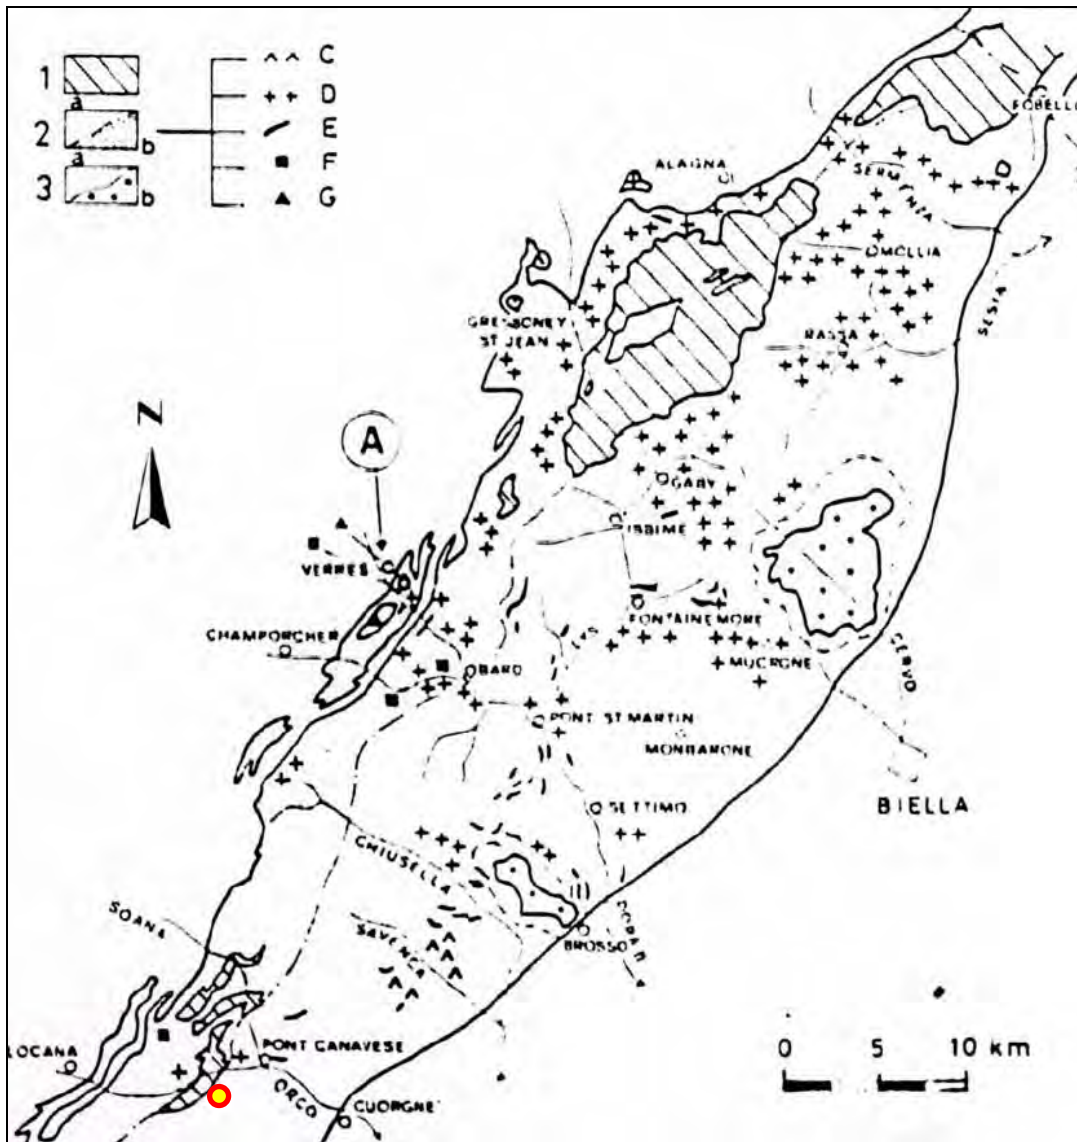 1
a
2
b
a
3
b
C
D
E
F
G
FOBELLO
ALAGNA
SERMENZA
MOLLIA
SESIA
GRESSONEY
ST JEAN
RASSA
N
A
GABY
ISSIME
VERRES
FONTAINEMORE
CHAMPORCHER
BARD
MUCRONE
CERVO
PONT ST MARTIN
MONBARONE
SETTIMO
BIELLA
CHIUSELLA
SOANA
SAVENCA
BROSSO
LOCANA
PONT CANAVESE
ORCO
CUORGNE'
0 5 10 km